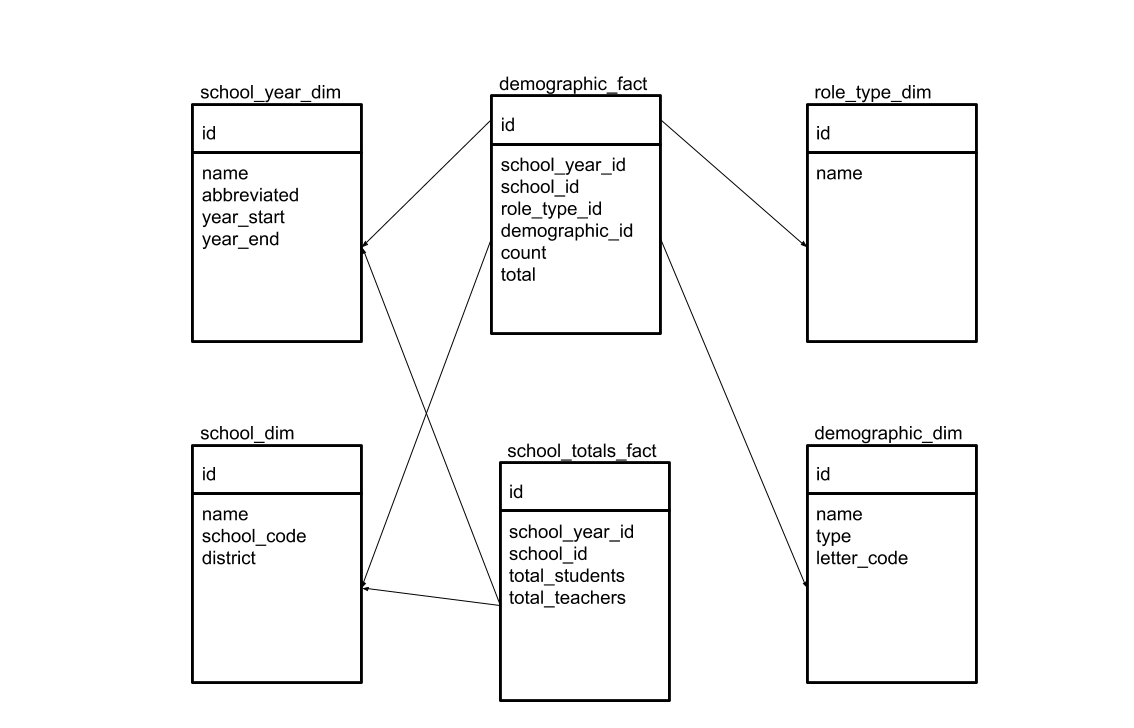 school_year_dim
id
name
abbreviated
year_start
year_end
demographic_fact
id
school_year_id
school_id
role_type_id
demographic_id
count
total
role_type_dim
id
name
school_dim
id
name
school_code
district
school_totals_fact
id
school_year_id
school_id
total_students
total_teachers
demographic_dim
id
name
type
letter_code